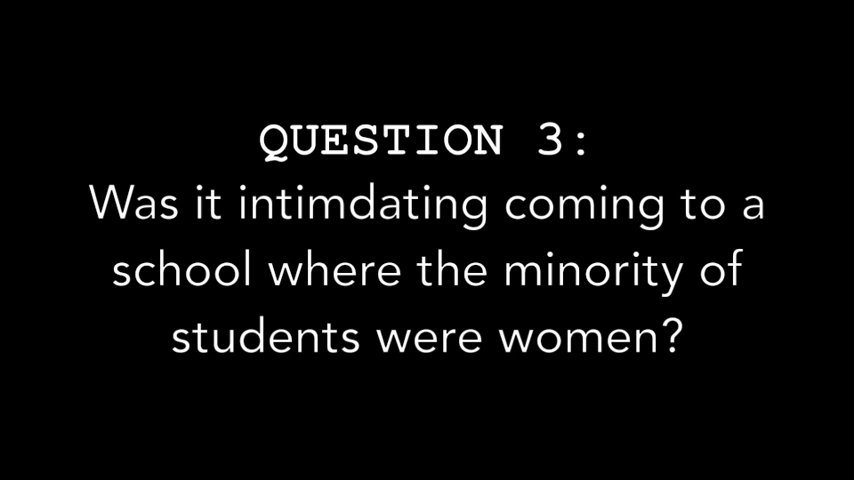 QUESTION 3:
Was it intimdating coming to a
school where the minority of
students were women?